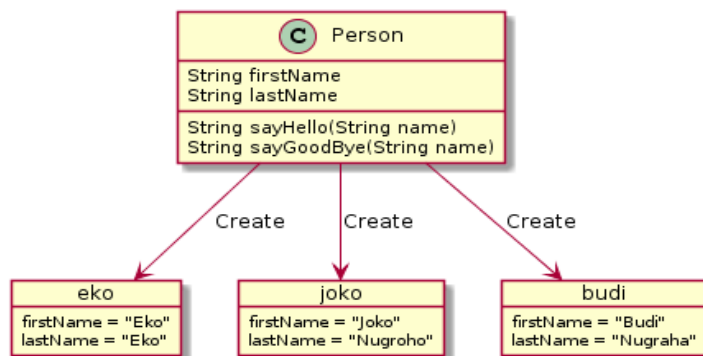 C Person
String firstName
String lastName
String sayHello(String name)
String sayGoodBye(String name)
Create Create Create
eko
firstName = "Eko"
lastName = "Eko"
joko
firstName = "Joko"
lastName = "Nugroho"
budi
firstName = "Budi"
lastName = "Nugraha"